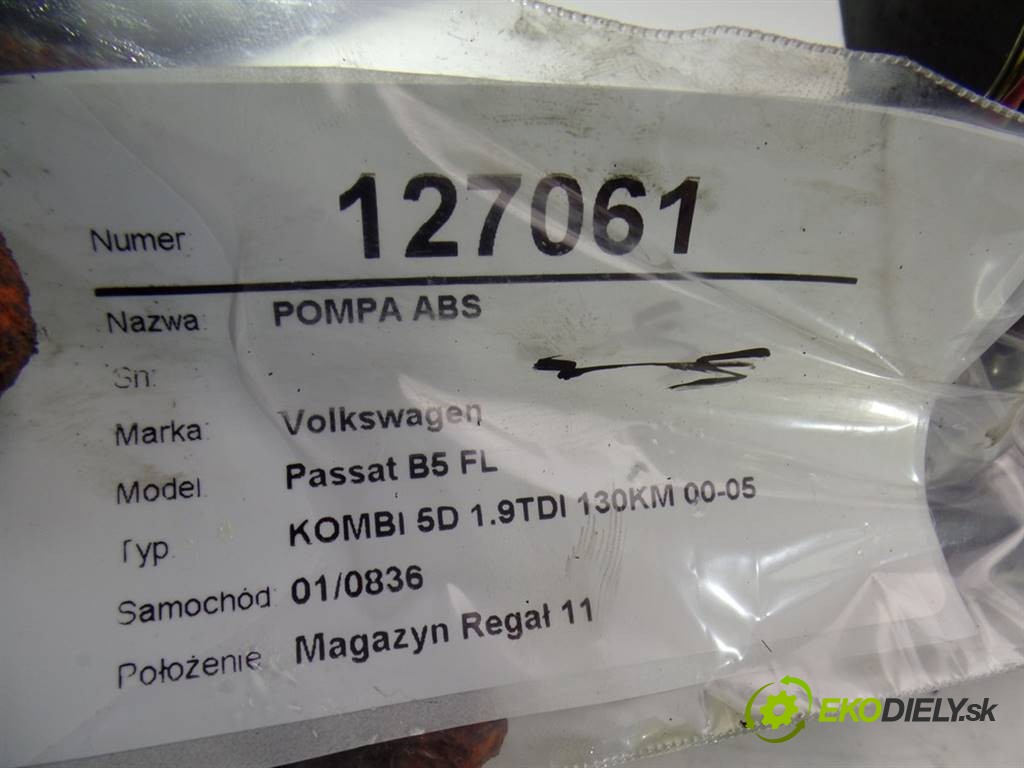 Numer: 127061
Nazwa: POMPA ABS
Sn:
Marka: Volkswagen
Model: Passat B5 FL
Typ: KOMBI 5D 1.9TDI 130KM 00-05
Samochód: 01/0836
Położenie: Magazyn Regał 11
EKODIELY.sk